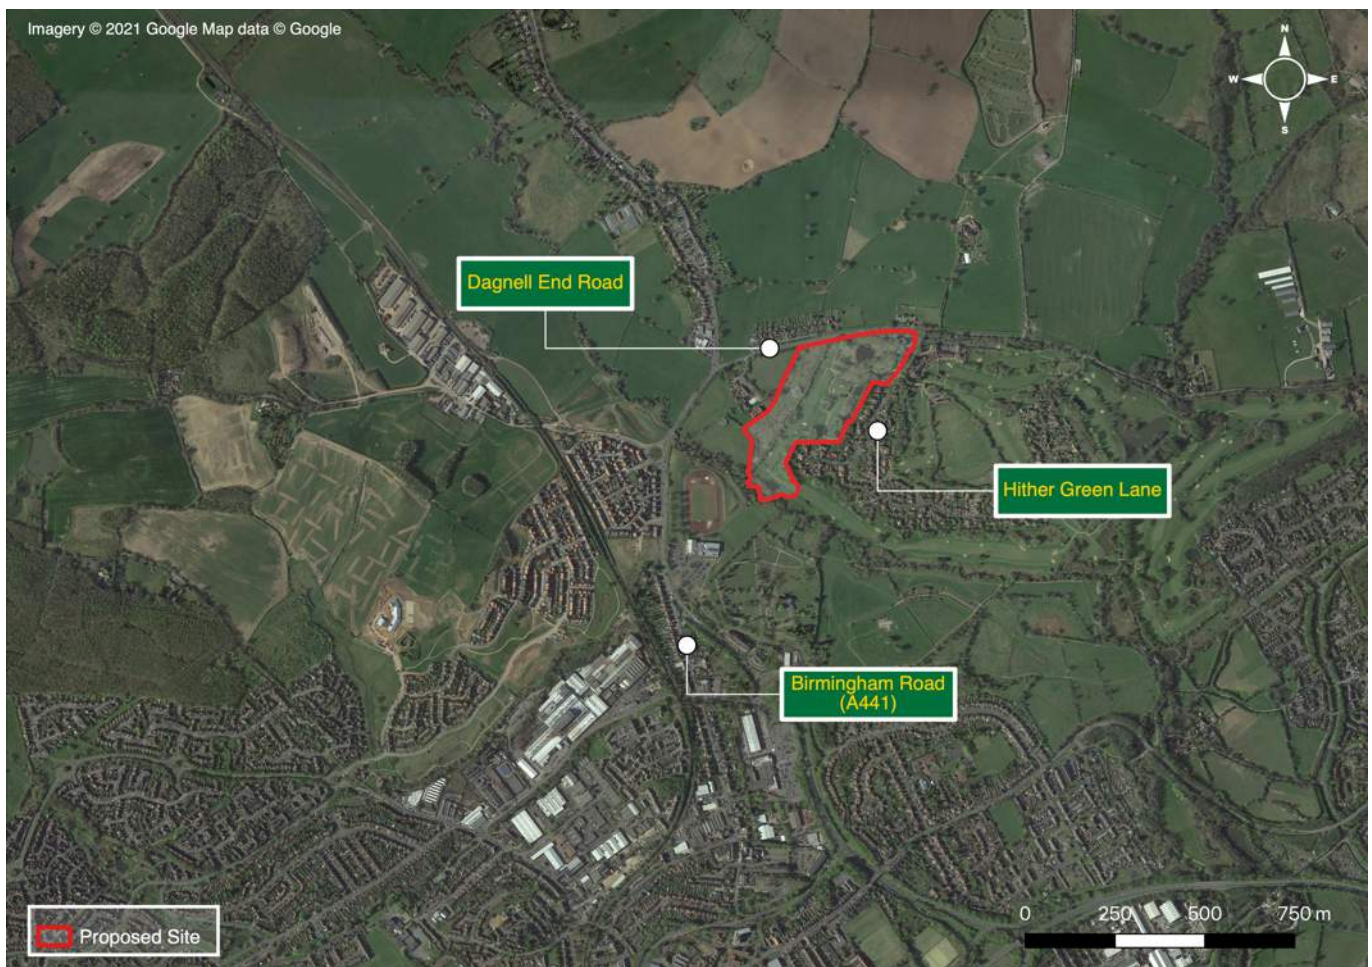 Imagery © 2021 Google Map data © Google
N
W E
S
Dagnell End Road
Hither Green Lane
Birmingham Road
(A441)
Proposed Site
0 250 500 750 m